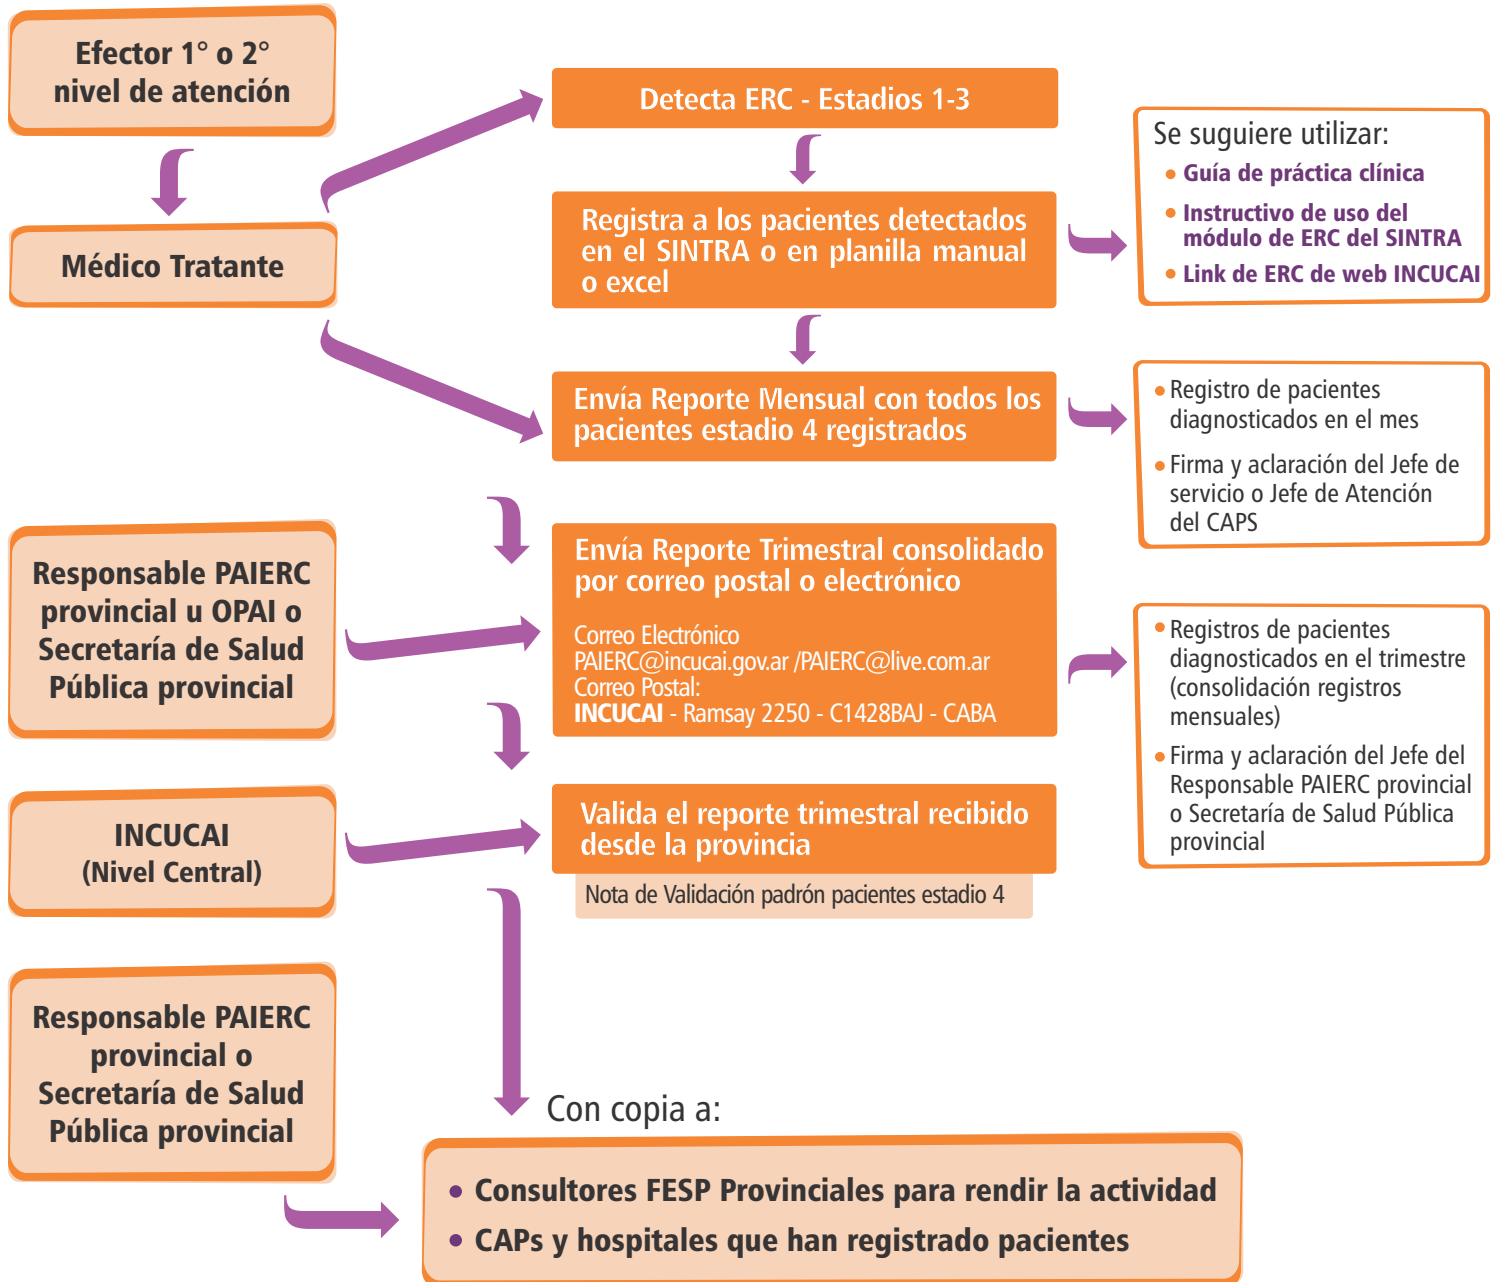 Efector 1° o 2°
nivel de atención
Médico Tratante
Detecta ERC - Estadios 1-3
Registra a los pacientes detectados
en el SINTRA o en planilla manual
o excel
Se suguiere utilizar:
• Guía de práctica clínica
• Instructivo de uso del
módulo de ERC del SINTRA
• Link de ERC de web INCUCAI
Envía Reporte Mensual con todos los
pacientes estadio 4 registrados
• Registro de pacientes
diagnosticados en el mes
• Firma y aclaración del Jefe de
servicio o Jefe de Atención
del CAPS
Responsable PAIERC
provincial u OPAI o
Secretaría de Salud
Pública provincial
Envía Reporte Trimestral consolidado
por correo postal o electrónico
Correo Electrónico
PAIERC@incucai.gov.ar /PAIERC@live.com.ar
Correo Postal:
INCUCAI - Ramsay 2250 - C1428BAJ - CABA
• Registros de pacientes
diagnosticados en el trimestre
(consolidación registros
mensuales)
• Firma y aclaración del Jefe del
Responsable PAIERC provincial
o Secretaría de Salud Pública
provincial
INCUCAI
(Nivel Central)
Valida el reporte trimestral recibido
desde la provincia
Nota de Validación padrón pacientes estadio 4
Responsable PAIERC
provincial o
Secretaría de Salud
Pública provincial
Con copia a:
• Consultores FESP Provinciales para rendir la actividad
• CAPs y hospitales que han registrado pacientes